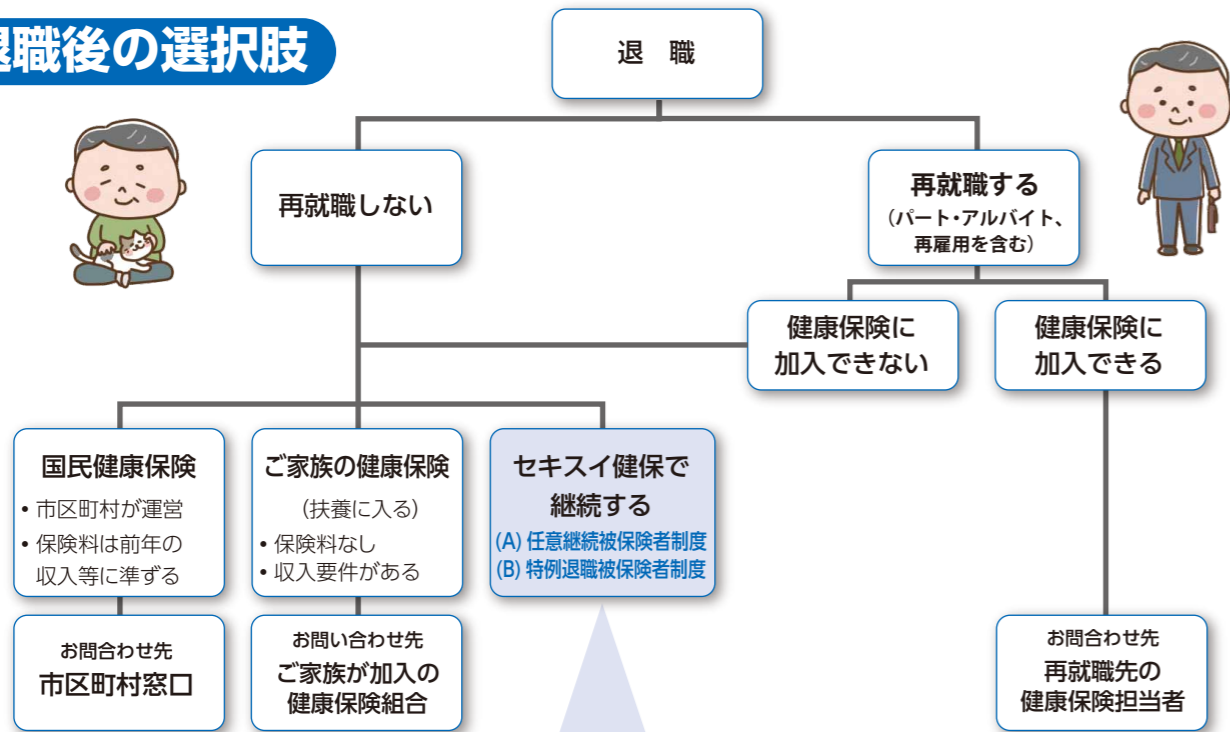 退職後の選択肢
退 職
再就職しない
再就職する
(パート・アルバイト、
再雇用を含む)
健康保険に
加入できない
健康保険に
加入できる
国民健康保険
• 市区町村が運営
• 保険料は前年の
収入等に準ずる
ご家族の健康保険
(扶養に入る)
• 保険料なし
• 収入要件がある
セキスイ健保で
継続する
(A) 任意継続被保険者制度
(B) 特例退職被保険者制度
お問合わせ先
市区町村窓口
お問い合わせ先
ご家族が加入の
健康保険組合
お問合わせ先
再就職先の
健康保険担当者